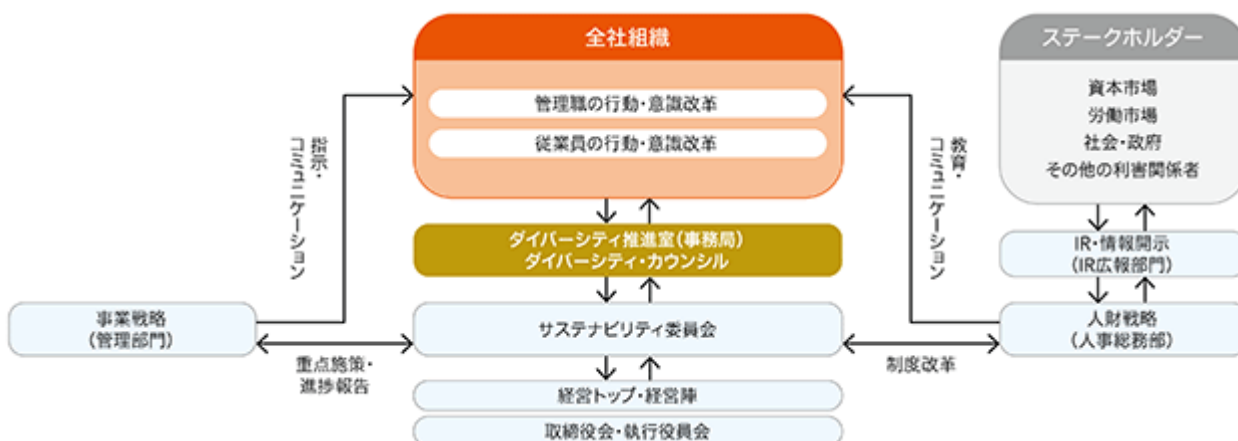 全社組織
管理職の行動・意識改革
従業員の行動・意識改革
ステークホルダー
資本市場
労働市場
社会・政府
その他の利害関係者
指示・
コミュニケーション
教育・
コミュニケーション
ダイバーシティ推進室（事務局）
ダイバーシティ・カウンシル
IR・情報開示
（IR広報部門）
事業戦略
（管理部門）
サステナビリティ委員会
人財戦略
（人事総務部）
重点施策・
進捗報告
制度改革
経営トップ・経営陣
取締役会・執行役員会